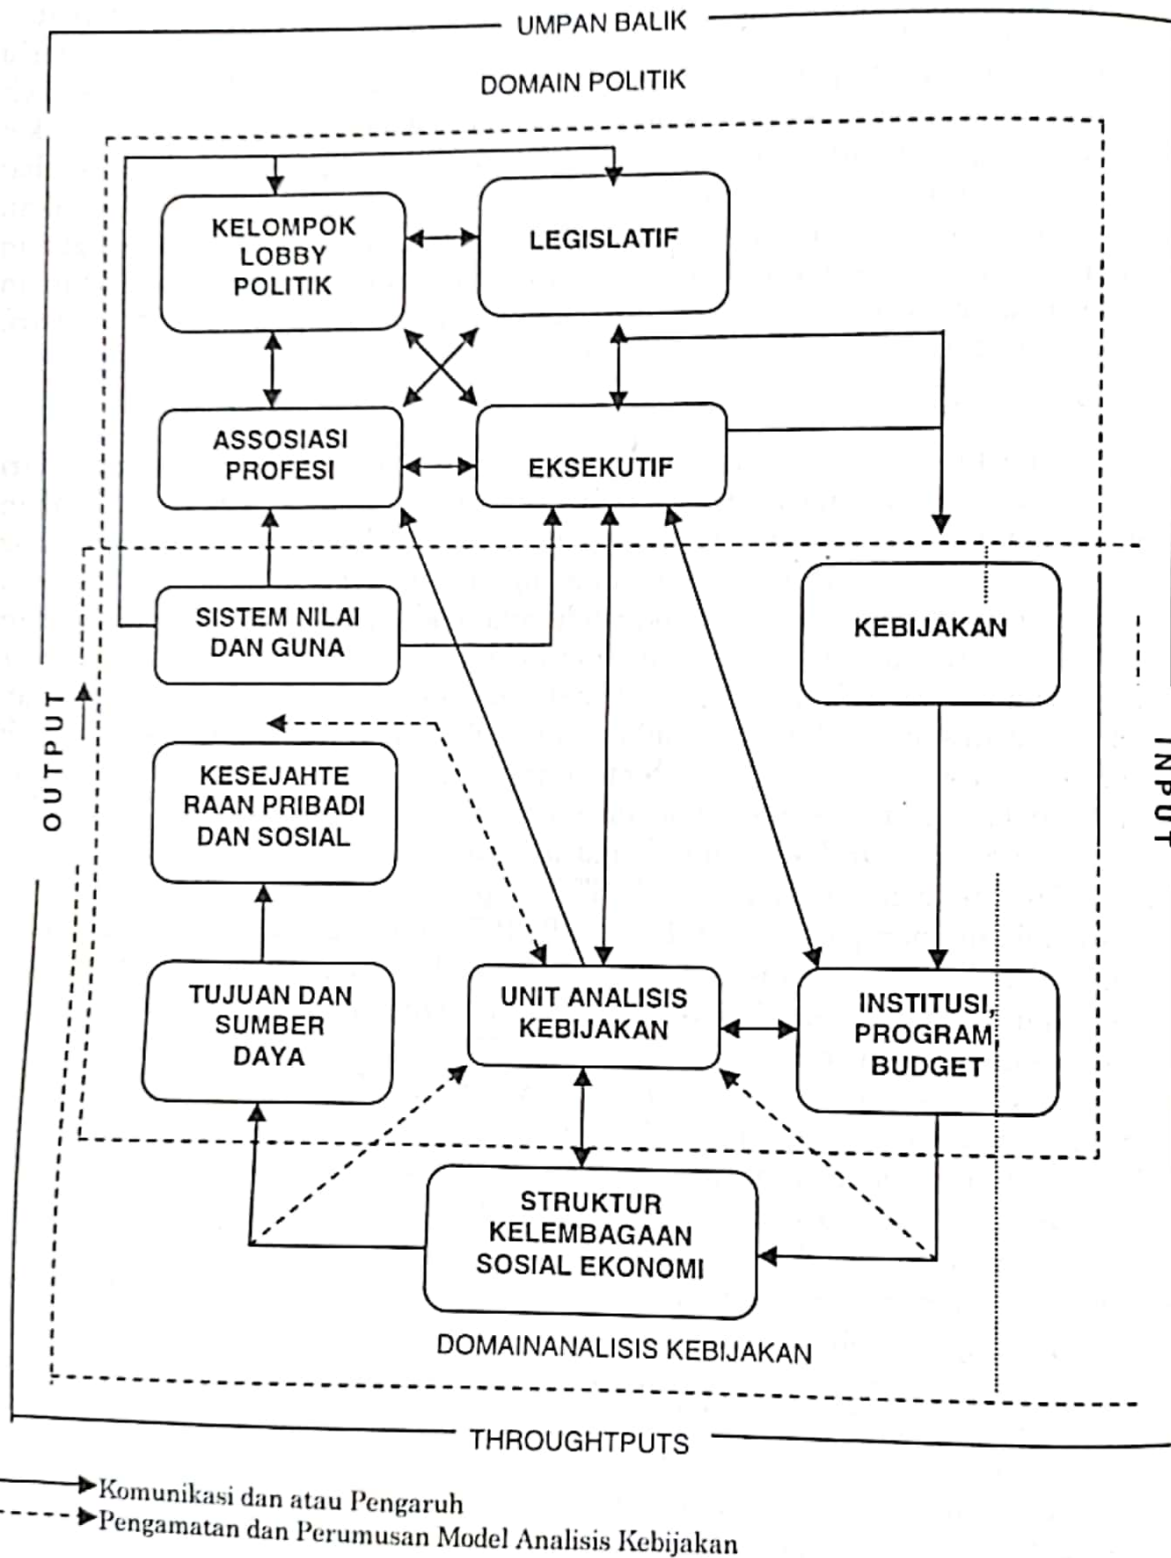 UMPAN BALIK
DOMAIN POLITIK
KELOMPOK
LOBBY
POLITIK
LEGISLATIF
ASSOSIASI
PROFESI
EKSEKUTIF
SISTEM NILAI
DAN GUNA
KEBIJAKAN
OUTPUT
INPUT
KESEJAHTE
RAAN PRIBADI
DAN SOSIAL
TUJUAN DAN
SUMBER
DAYA
UNIT ANALISIS
KEBIJAKAN
INSTITUSI,
PROGRAM,
BUDGET
STRUKTUR
KELEMBAGAAN
SOSIAL EKONOMI
DOMAINANALISIS KEBIJAKAN
THROUGHTPUTS
Komunikasi dan atau Pengaruh
Pengamatan dan Perumusan Model Analisis Kebijakan